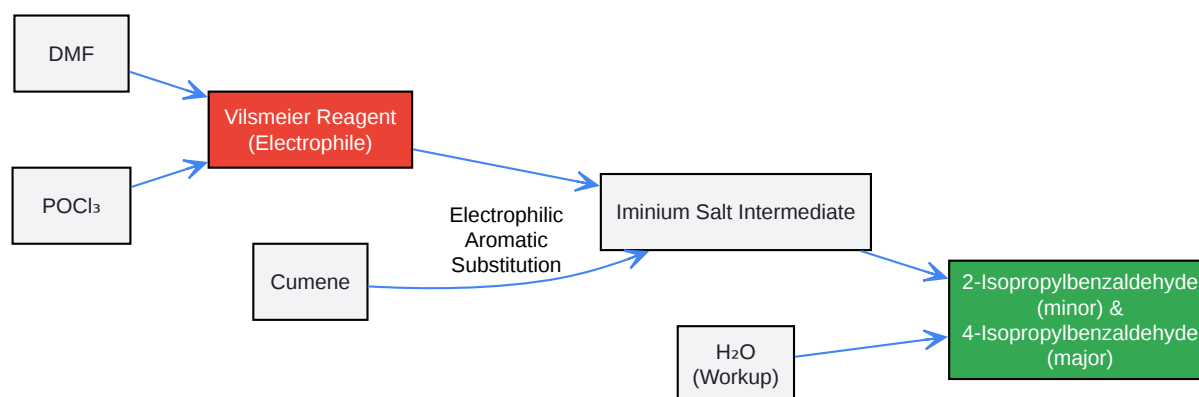 DMF
Vilsmeier Reagent
(Electrophile)
POCl₃
Iminium Salt Intermediate
Electrophilic
Aromatic
Substitution
Cumene
2-Isopropylbenzaldehyde
(minor) &
4-Isopropylbenzaldehyde
(major)
H₂O
(Workup)